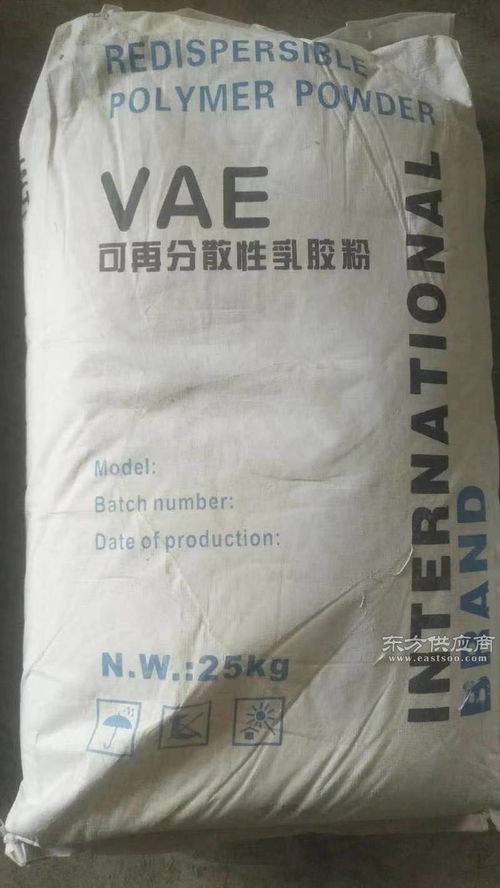 REDISPERSIBLE
POLYMER POWDER
VAE
可再分散性乳胶粉
INTERNATIONAL
BRAND
Model:
Batch number:
Date of production:
N.W.:25kg
东方供应商
www.eastsoo.com